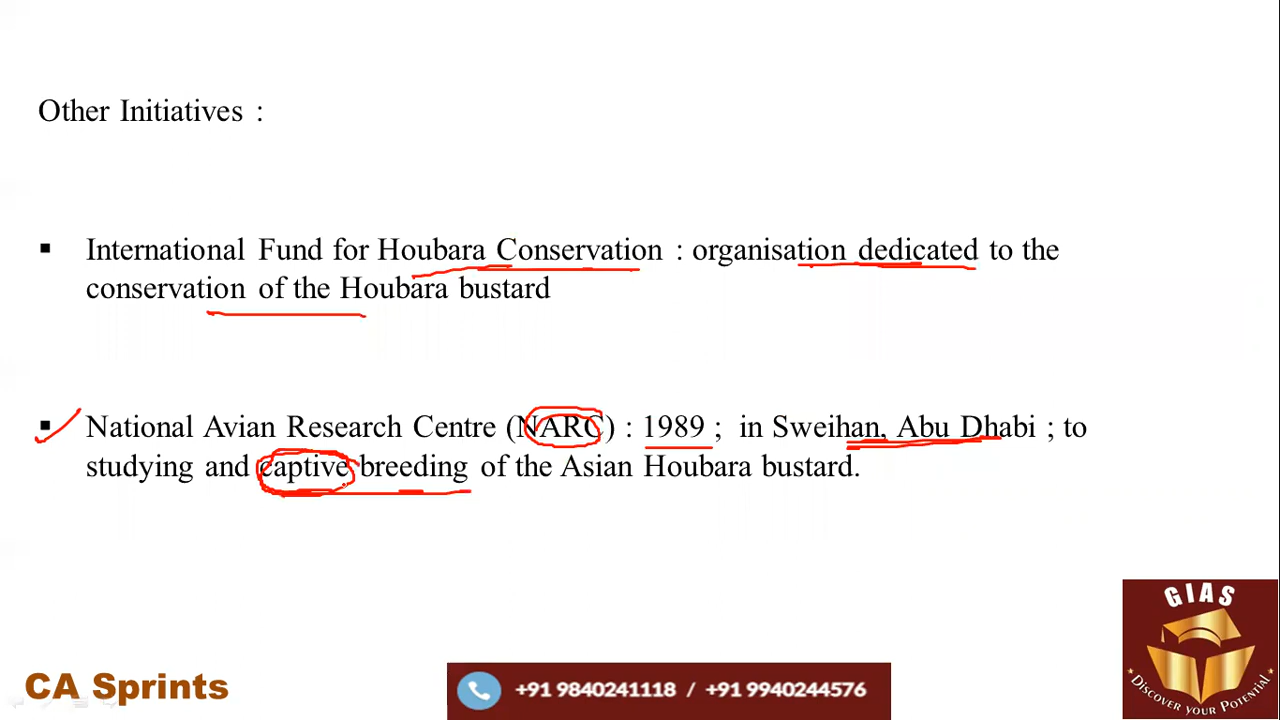 Other Initiatives :
▪ International Fund for Houbara Conservation : organisation dedicated to the
conservation of the Houbara bustard
▪ National Avian Research Centre (NARC) : 1989 ; in Sweihan, Abu Dhabi ; to
studying and captive breeding of the Asian Houbara bustard.
GIAS
DISCOVER YOUR POTENTIAL
CA Sprints
+91 9840241118 / +91 9940244576